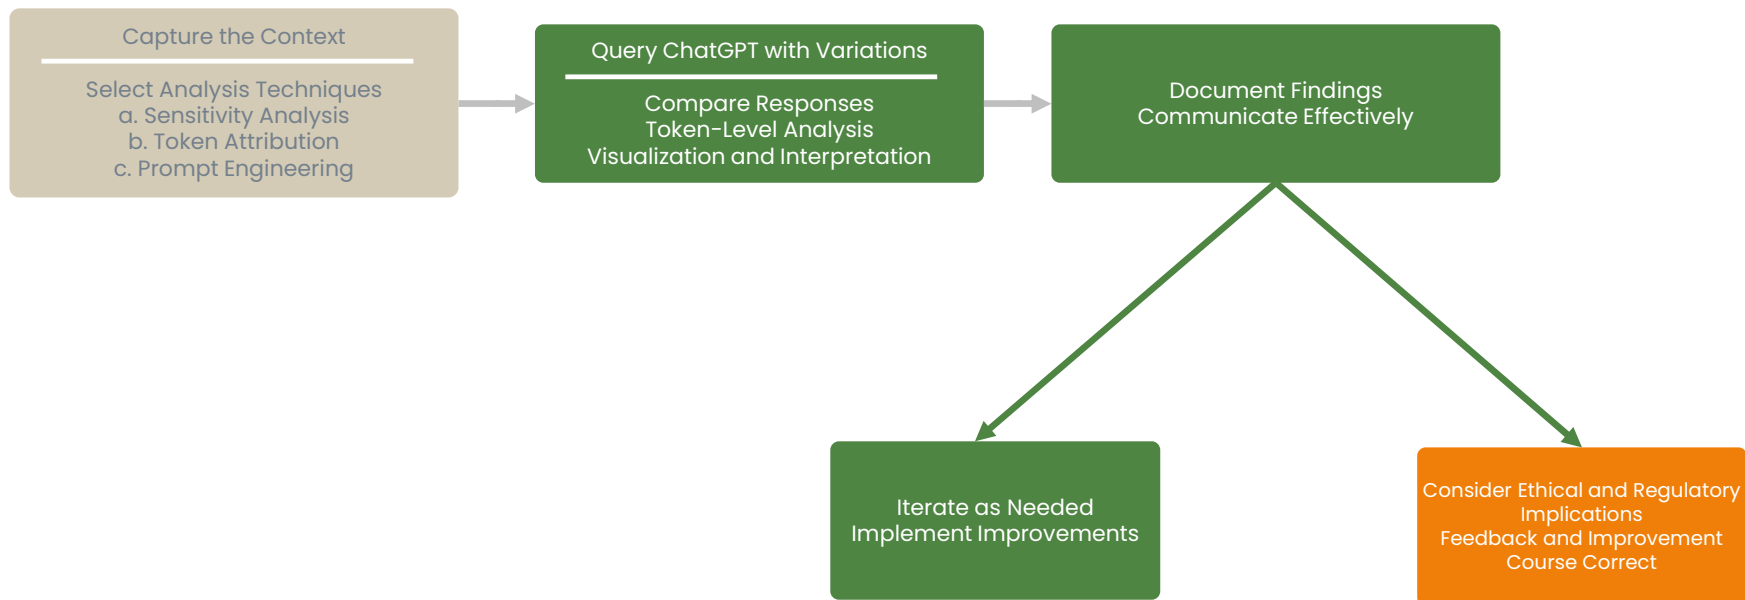 Capture the Context
Select Analysis Techniques
a. Sensitivity Analysis
b. Token Attribution
c. Prompt Engineering
Query ChatGPT with Variations
Compare Responses
Token-Level Analysis
Visualization and Interpretation
Document Findings
Communicate Effectively
Iterate as Needed
Implement Improvements
Consider Ethical and Regulatory
Implications
Feedback and Improvement
Course Correct